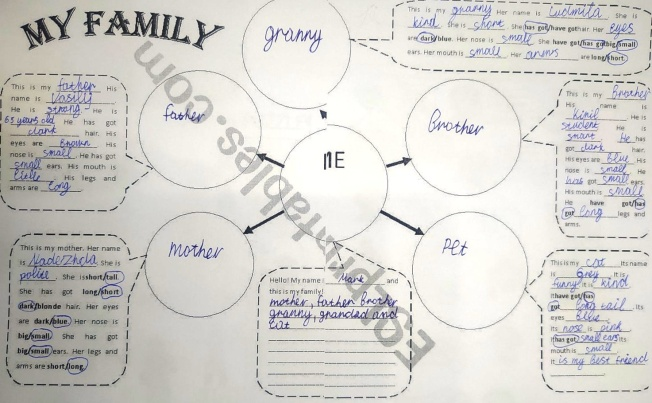 MY FAMILY
granny
This is my granny Her name is Ludmila She is
kind She is short She has got/have got hair. Her eyes
are dark/blue. Her nose is small She have got/has got big/small
ears. Her mouth is small Her are long/short.
This is my father His
name is Vasilij
He is strong He is
65 years old He has got
dark hair. His
eyes are Brown His
nose is small He has got
small ears. His mouth is
His legs and
arms are long
father
Brother
This is my Brother
His name is
Kiril He is
student He is
smart He has
got dark hair.
His eyes are Blue His
nose is small He
has got small ears.
His mouth is small
He have got/has
got long legs and
arms.
ME
Mother
Pet
This is my mother. Her name
is Nadezhda She is
polite She is short/tall.
She has got long/short
dark/blonde hair. Her eyes
are dark/blue Her nose is
big/small She has got
big/small ears. Her legs and
arms are short/long
Hello! My name Mark and
this is my family!
mother, father Brother
granny, grandad and
cat
This is my cat Its name
is grey It is
funny It is kind
It have got/has
got long tail Its
eyes Blue
Its nose is pink
It has got small ears Its
mouth is small
It is my Best friend
Eslprintables.com